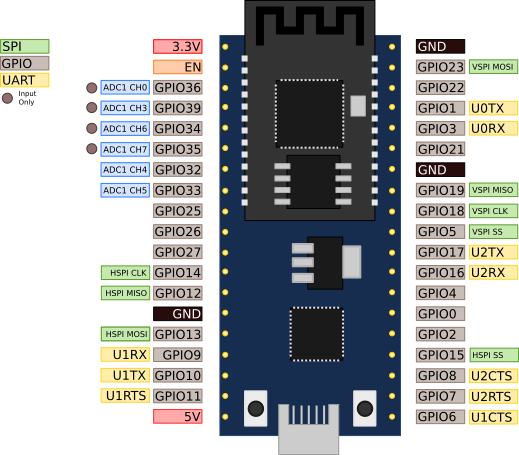 SPI
GPIO
UART
Input
Only
3.3V
EN
ADC1 CH0 GPIO36
ADC1 CH3 GPIO39
ADC1 CH6 GPIO34
ADC1 CH7 GPIO35
ADC1 CH4 GPIO32
ADC1 CH5 GPIO33
GPIO25
GPIO26
GPIO27
HSPI CLK GPIO14
HSPI MISO GPIO12
GND
HSPI MOSI GPIO13
U1RX GPIO9
U1TX GPIO10
U1RTS GPIO11
5V
GND
GPIO23 VSPI MOSI
GPIO22
GPIO1 U0TX
GPIO3 U0RX
GPIO21
GND
GPIO19 VSPI MISO
GPIO18 VSPI CLK
GPIO5 VSPI SS
GPIO17 U2TX
GPIO16 U2RX
GPIO4
GPIO0
GPIO2
GPIO15 HSPI SS
GPIO8 U2CTS
GPIO7 U2RTS
GPIO6 U1CTS